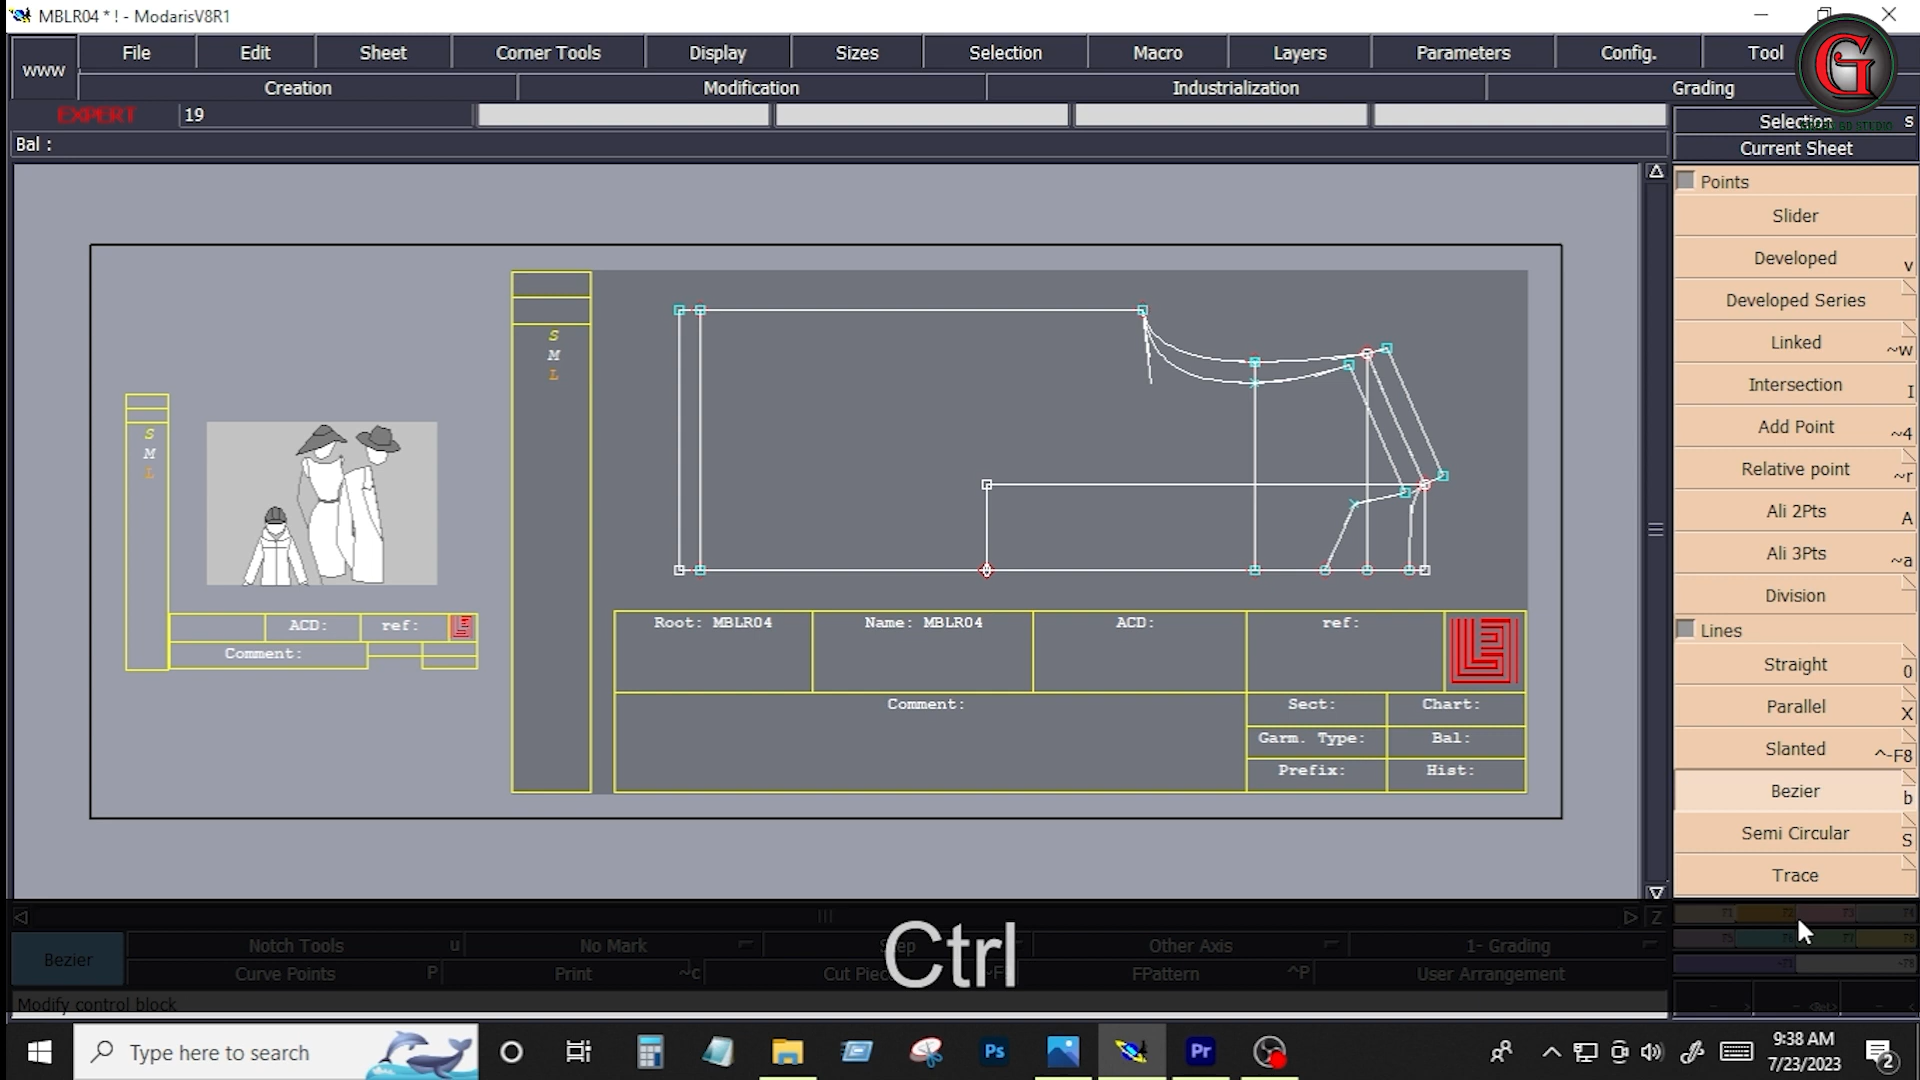 MBLR04 * ! - ModarisV8R1
www
File Edit Sheet Corner Tools Display Sizes Selection Macro Layers Parameters Config. Tool
Creation Modification Industrialization Grading
EXPERT 19
Bal :
Selection s
Current Sheet
Points
Slider
Developed v
Developed Series
Linked ~w
Intersection I
Add Point ~4
Relative point ~r
Ali 2Pts A
Ali 3Pts ~a
Division
Lines
Straight 0
Parallel X
Slanted ^-F8
Bezier b
Semi Circular S
Trace
S
M
L
S
M
L
ACD: ref:
Comment:
Root: MBLR04 Name: MBLR04 ACD: ref:
Comment: Sect: Chart:
Garm. Type: Bal:
Prefix: Hist:
Z
Ctrl
Bezier Notch Tools u No Mark Other Axis 1- Grading
Curve Points P Print ~c FPattern ^P User Arrangement
Modify control block
Type here to search
Ps
Pr
9:38 AM
7/23/2023
2